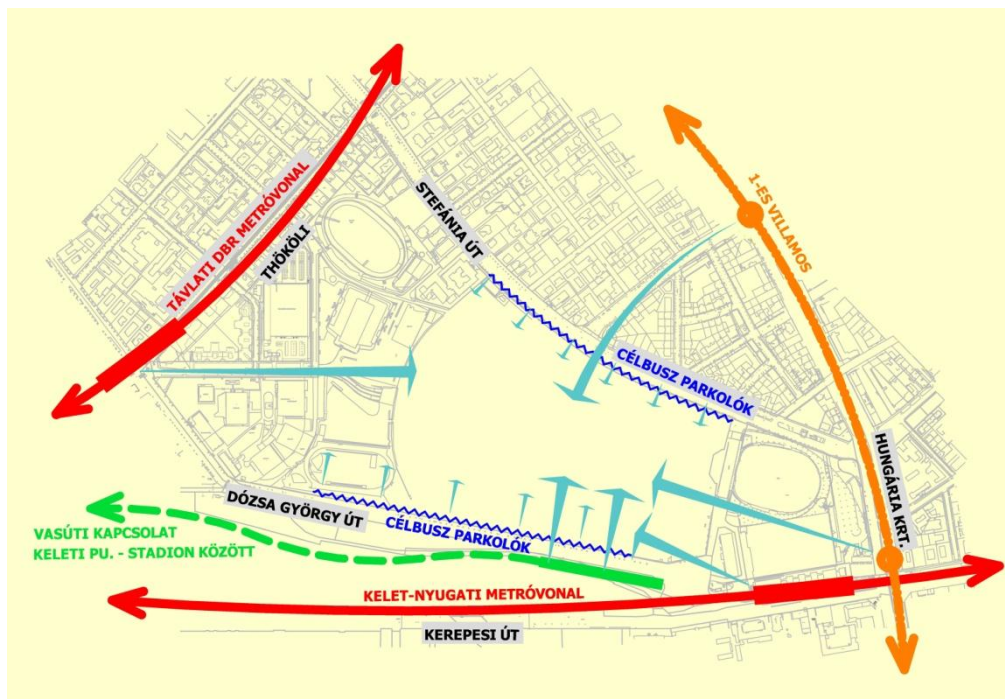 TÁVLATI DBR METRÓVONAL
THÖKÖLI
STEFÁNIA ÚT
1-ES VILLAMOS
CÉLBUSZ PARKOLÓK
HUNGÁRIA KRT.
DÓZSA GYÖRGY ÚT
CÉLBUSZ PARKOLÓK
VASÚTI KAPCSOLAT
KELETI PU. - STADION KÖZÖTT
KELET-NYUGATI METRÓVONAL
KEREPESI ÚT